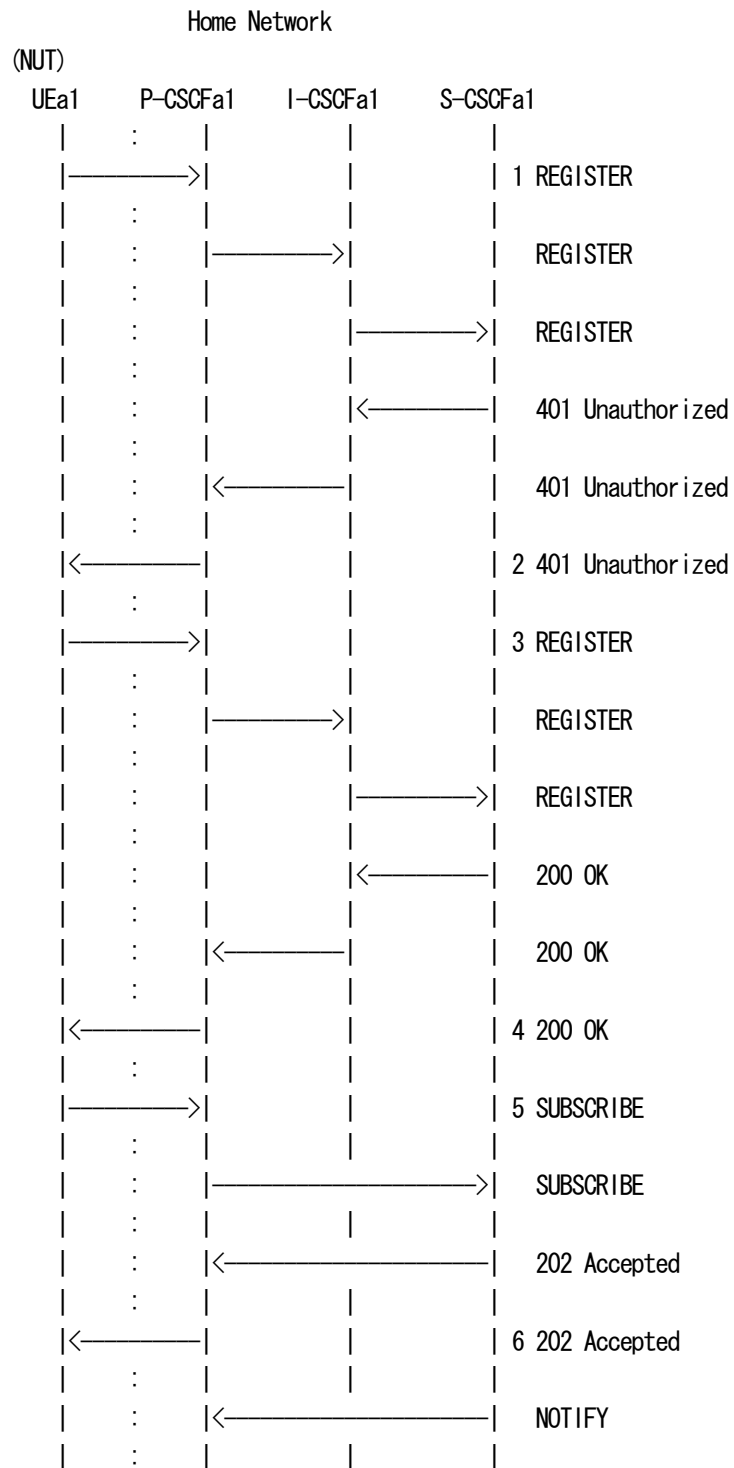 Home Network
(NUT)
UEa1 P-CSCFa1 I-CSCFa1 S-CSCFa1
1 REGISTER
REGISTER
REGISTER
401 Unauthorized
401 Unauthorized
2 401 Unauthorized
3 REGISTER
REGISTER
REGISTER
200 OK
200 OK
4 200 OK
5 SUBSCRIBE
SUBSCRIBE
202 Accepted
6 202 Accepted
NOTIFY